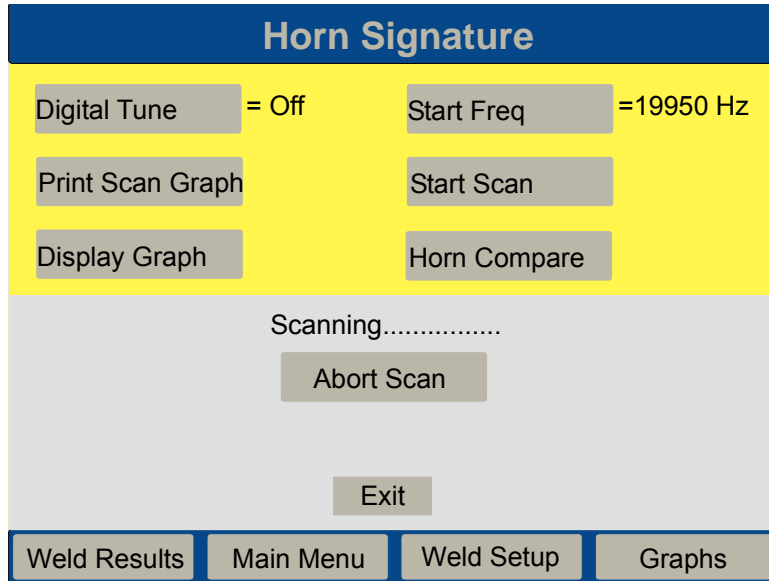 Horn Signature
Digital Tune = Off Start Freq =19950 Hz
Print Scan Graph Start Scan
Display Graph Horn Compare
Scanning................
Abort Scan
Exit
Weld Results Main Menu Weld Setup Graphs